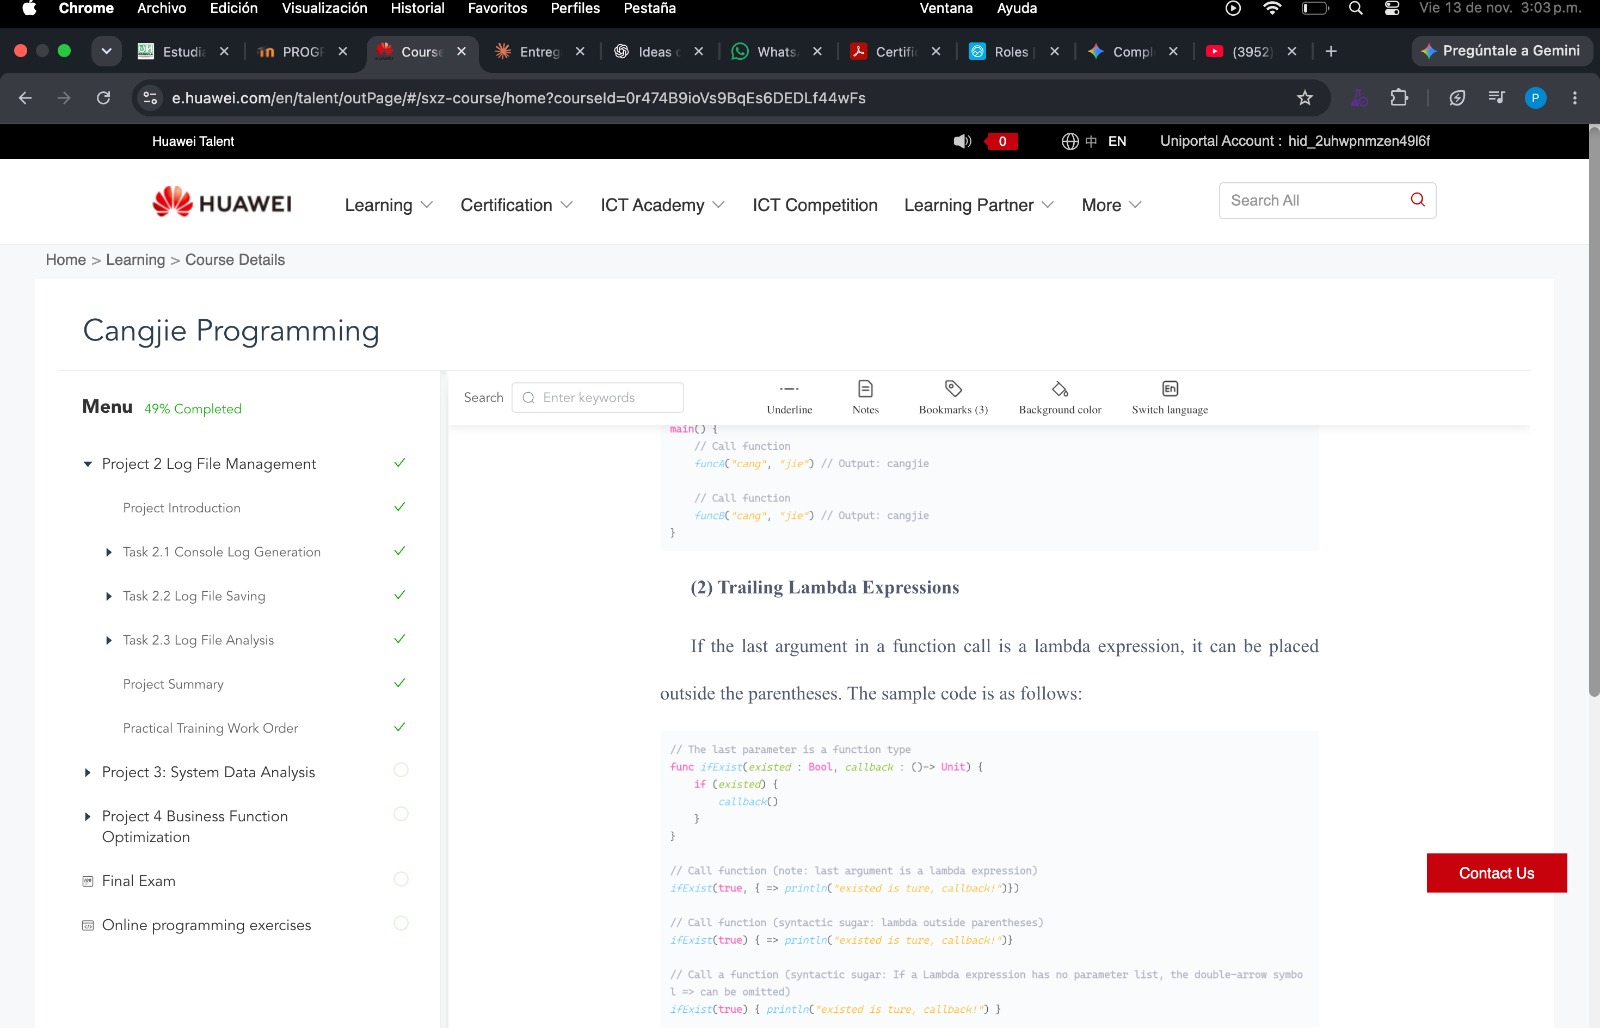 Chrome Archivo Edición Visualización Historial Favoritos Perfiles Pestaña Ventana Ayuda Vie 13 de nov. 3:03 p.m.
Estudi PROGR Course Entreg Ideas Whats Certific Roles Comple (3952) Pregúntale a Gemini
e.huawei.com/en/talent/outPage/#/sxz-course/home?courseId=0r474B9ioVs9BqEs6DEDLf44wFs P
Huawei Talent 0 中 EN Uniportal Account : hid_2uhwpnmzen49l6f
HUAWEI Learning Certification ICT Academy ICT Competition Learning Partner More Search All
Home > Learning > Course Details
Cangjie Programming
Menu 49% Completed
Project 2 Log File Management
Project Introduction
Task 2.1 Console Log Generation
Task 2.2 Log File Saving
Task 2.3 Log File Analysis
Project Summary
Practical Training Work Order
Project 3: System Data Analysis
Project 4 Business Function
Optimization
Final Exam
Online programming exercises
Search Enter keywords
Underline Notes Bookmarks (3) Background color Switch language
main() {
// Call function
funcA("cang", "jie") // Output: cangjie
// Call function
funcB("cang", "jie") // Output: cangjie
}
(2) Trailing Lambda Expressions
If the last argument in a function call is a lambda expression, it can be placed
outside the parentheses. The sample code is as follows:
// The last parameter is a function type
func ifExist(existed : Bool, callback : ()-> Unit) {
if (existed) {
callback()
}
}
// Call function (note: last argument is a lambda expression)
ifExist(true, { => println("existed is ture, callback!")})
// Call function (syntactic sugar: lambda outside parentheses)
ifExist(true) { => println("existed is ture, callback!")}
// Call a function (syntactic sugar: If a Lambda expression has no parameter list, the double-arrow symbo
l => can be omitted)
ifExist(true) { println("existed is ture, callback!") }
Contact Us